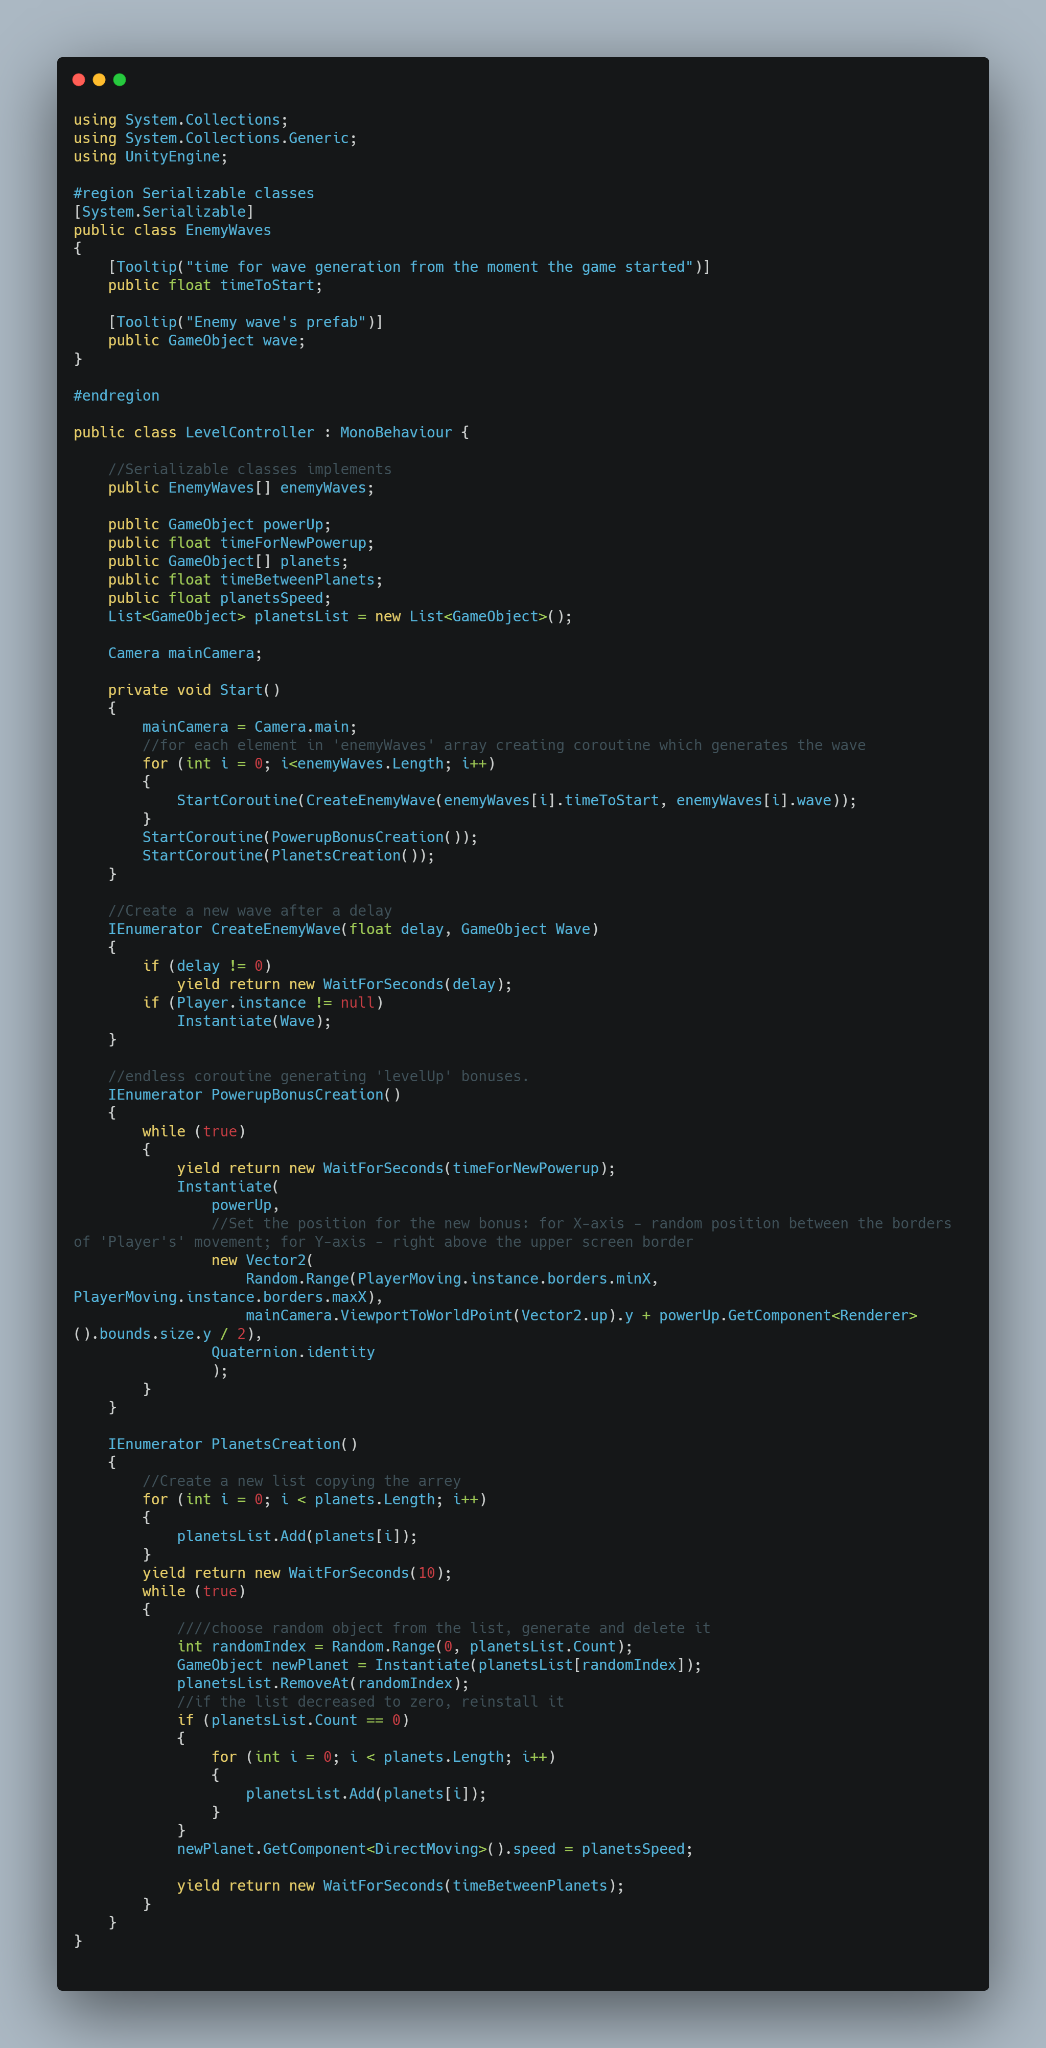 using System.Collections;
using System.Collections.Generic;
using UnityEngine;

#region Serializable classes
[System.Serializable]
public class EnemyWaves
{
    [Tooltip("time for wave generation from the moment the game started")]
    public float timeToStart;

    [Tooltip("Enemy wave's prefab")]
    public GameObject wave;
}

#endregion

public class LevelController : MonoBehaviour {

    //Serializable classes implements
    public EnemyWaves[] enemyWaves;

    public GameObject powerUp;
    public float timeForNewPowerup;
    public GameObject[] planets;
    public float timeBetweenPlanets;
    public float planetsSpeed;
    List<GameObject> planetsList = new List<GameObject>();

    Camera mainCamera;

    private void Start()
    {
        mainCamera = Camera.main;
        //for each element in 'enemyWaves' array creating coroutine which generates the wave
        for (int i = 0; i<enemyWaves.Length; i++)
        {
            StartCoroutine(CreateEnemyWave(enemyWaves[i].timeToStart, enemyWaves[i].wave));
        }
        StartCoroutine(PowerupBonusCreation());
        StartCoroutine(PlanetsCreation());
    }

    //Create a new wave after a delay
    IEnumerator CreateEnemyWave(float delay, GameObject Wave)
    {
        if (delay != 0)
            yield return new WaitForSeconds(delay);
        if (Player.instance != null)
            Instantiate(Wave);
    }

    //endless coroutine generating 'levelUp' bonuses.
    IEnumerator PowerupBonusCreation()
    {
        while (true)
        {
            yield return new WaitForSeconds(timeForNewPowerup);
            Instantiate(
                powerUp,
                //Set the position for the new bonus: for X-axis - random position between the borders
of 'Player's' movement; for Y-axis - right above the upper screen border
                new Vector2(
                    Random.Range(PlayerMoving.instance.borders.minX,
PlayerMoving.instance.borders.maxX),
                    mainCamera.ViewportToWorldPoint(Vector2.up).y + powerUp.GetComponent<Renderer>
().bounds.size.y / 2),
                Quaternion.identity
                );
        }
    }

    IEnumerator PlanetsCreation()
    {
        //Create a new list copying the arrey
        for (int i = 0; i < planets.Length; i++)
        {
            planetsList.Add(planets[i]);
        }
        yield return new WaitForSeconds(10);
        while (true)
        {
            ////choose random object from the list, generate and delete it
            int randomIndex = Random.Range(0, planetsList.Count);
            GameObject newPlanet = Instantiate(planetsList[randomIndex]);
            planetsList.RemoveAt(randomIndex);
            //if the list decreased to zero, reinstall it
            if (planetsList.Count == 0)
            {
                for (int i = 0; i < planets.Length; i++)
                {
                    planetsList.Add(planets[i]);
                }
            }
            newPlanet.GetComponent<DirectMoving>().speed = planetsSpeed;

            yield return new WaitForSeconds(timeBetweenPlanets);
        }
    }
}